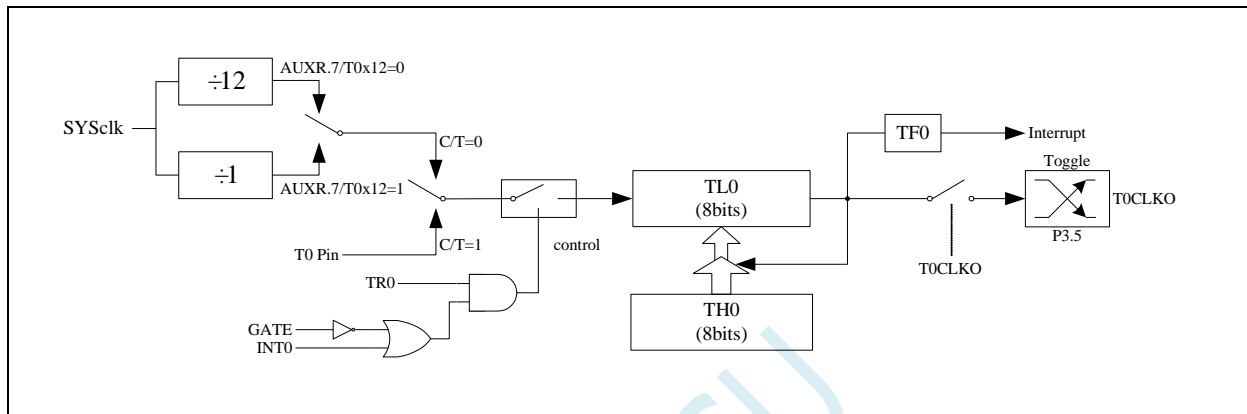 ÷12
AUXR.7/T0x12=0
SYSclk
÷1
AUXR.7/T0x12=1
C/T=0
C/T=1
T0 Pin
control
TR0
GATE
INT0
TL0
(8bits)
TH0
(8bits)
TF0
Interrupt
Toggle
T0CLKO
P3.5
T0CLKO